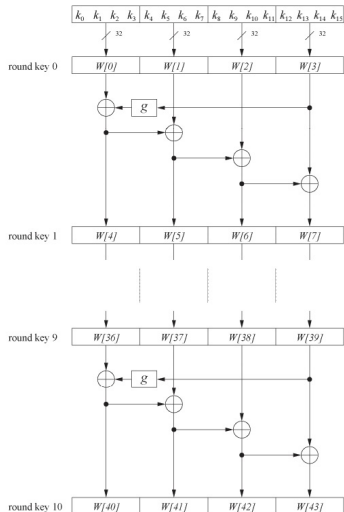 k₀ k₁ k₂ k₃ k₄ k₅ k₆ k₇ k₈ k₉ k₁₀ k₁₁ k₁₂ k₁₃ k₁₄ k₁₅
32 32 32 32
round key 0 W[0] W[1] W[2] W[3]
g
round key 1 W[4] W[5] W[6] W[7]
round key 9 W[36] W[37] W[38] W[39]
g
round key 10 W[40] W[41] W[42] W[43]